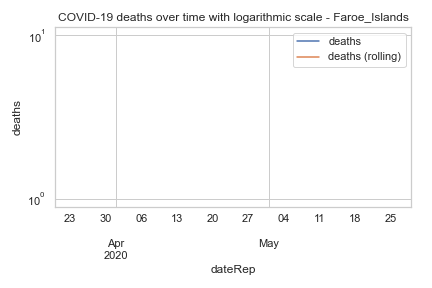 COVID-19 deaths over time with logarithmic scale - Faroe_Islands
10¹
deaths
deaths (rolling)
deaths
10⁰
23 30 06 13 20 27 04 11 18 25
Apr May
2020
dateRep